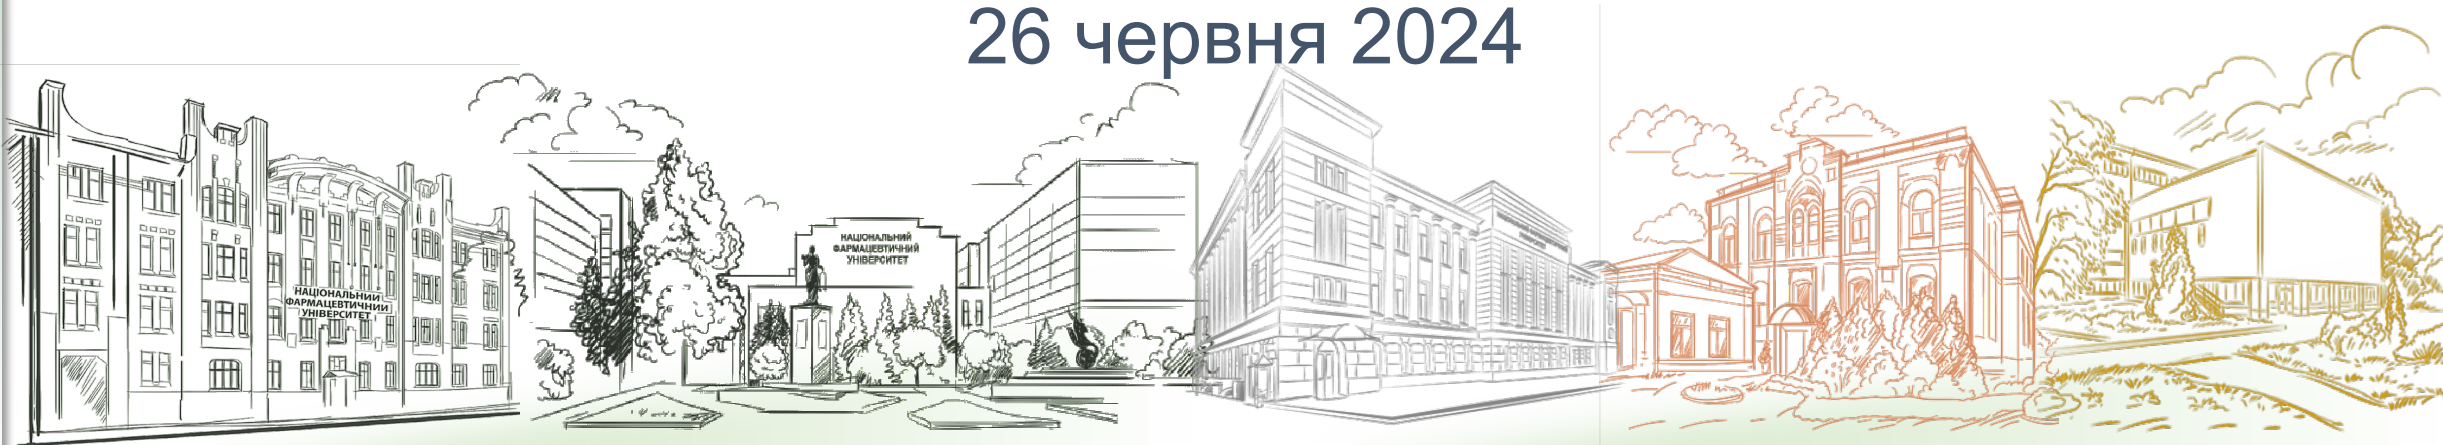 26 червня 2024
НАЦІОНАЛЬНИЙ
ФАРМАЦЕВТИЧНИЙ
УНІВЕРСИТЕТ
НАЦІОНАЛЬНИЙ
ФАРМАЦЕВТИЧНИЙ
УНІВЕРСИТЕТ